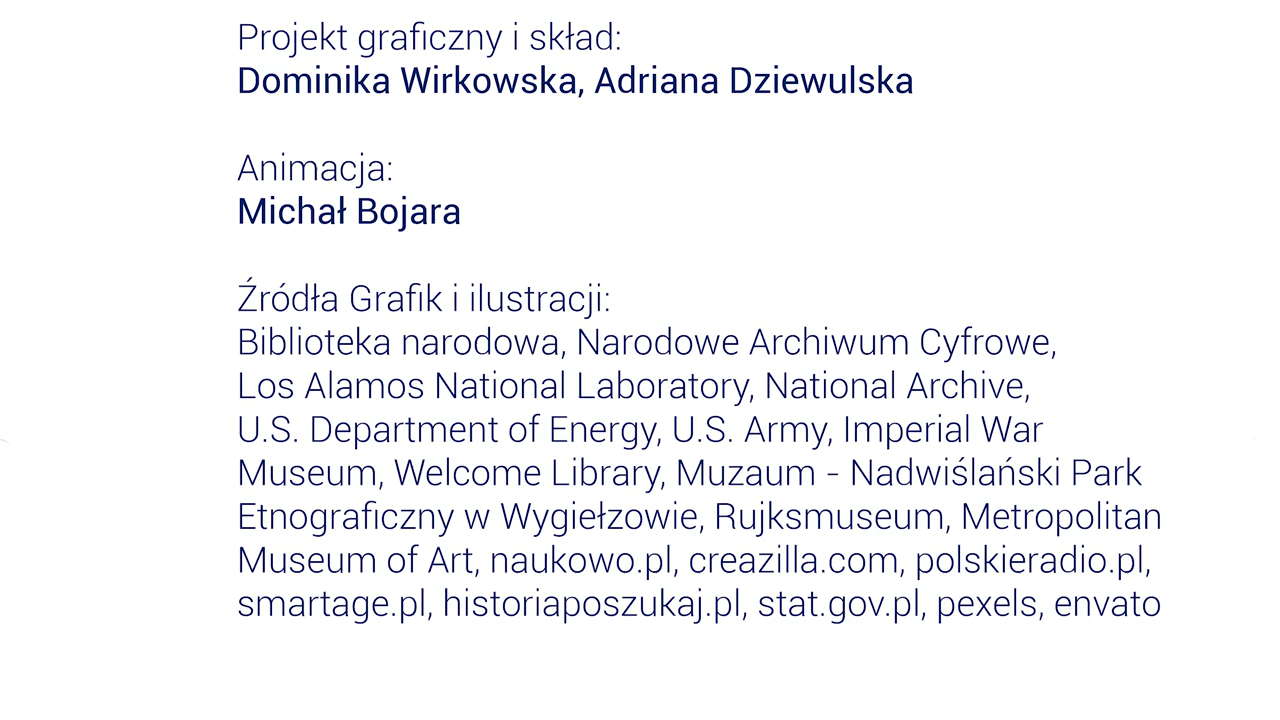 Projekt graficzny i skład:
Dominika Wirkowska, Adriana Dziewulska
Animacja:
Michał Bojara
Źródła Grafik i ilustracji:
Biblioteka narodowa, Narodowe Archiwum Cyfrowe,
Los Alamos National Laboratory, National Archive,
U.S. Department of Energy, U.S. Army, Imperial War
Museum, Welcome Library, Muzaum - Nadwiślański Park
Etnograficzny w Wygiełzowie, Rujksmuseum, Metropolitan
Museum of Art, naukowo.pl, creazilla.com, polskieradio.pl,
smartage.pl, historiaposzukaj.pl, stat.gov.pl, pexels, envato